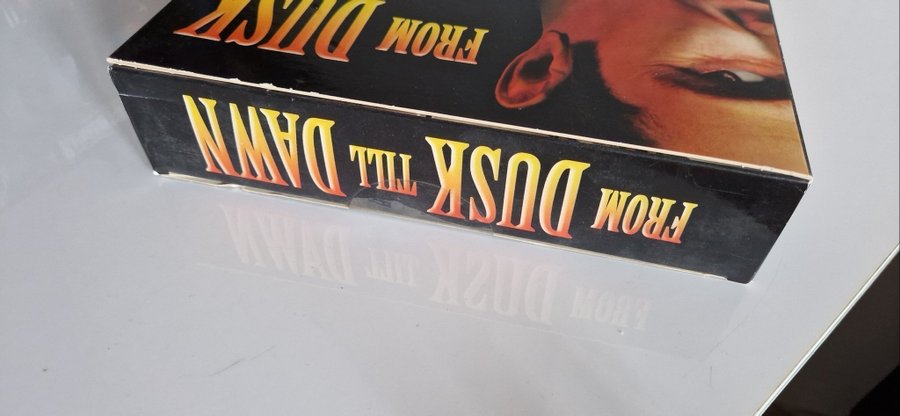 FROM DUSK
FROM DUSK TILL DAWN